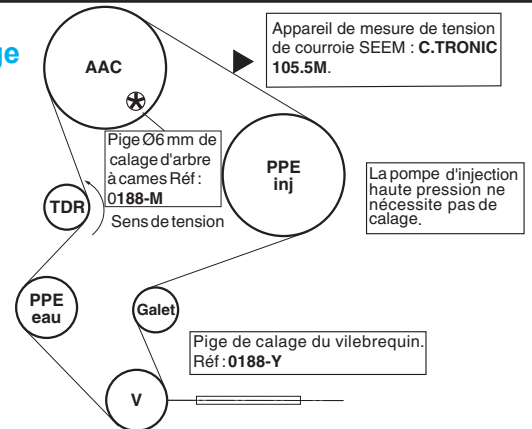 ge
Appareil de mesure de tension
de courroie SEEM : C.TRONIC
105.5M.
AAC
Pige Ø6 mm de
calage d'arbre
à cames Réf :
0188-M
PPE
inj
La pompe d'injection
haute pression ne
nécessite pas de
calage.
TDR
Sens de tension
PPE
eau
Galet
Pige de calage du vilebrequin.
Réf : 0188-Y
V